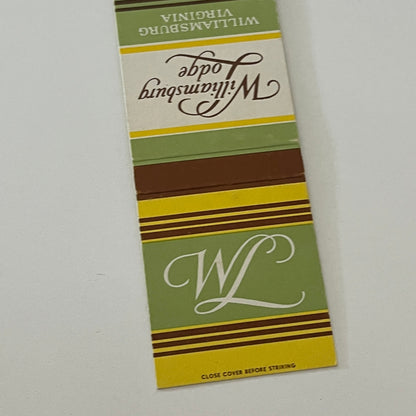 Williamsburg
Lodge
WILLIAMSBURG
VIRGINIA
WL
CLOSE COVER BEFORE STRIKING